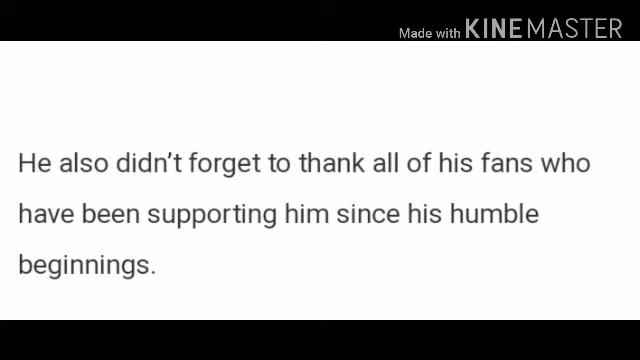 Made with KINEMASTER
He also didn’t forget to thank all of his fans who
have been supporting him since his humble
beginnings.